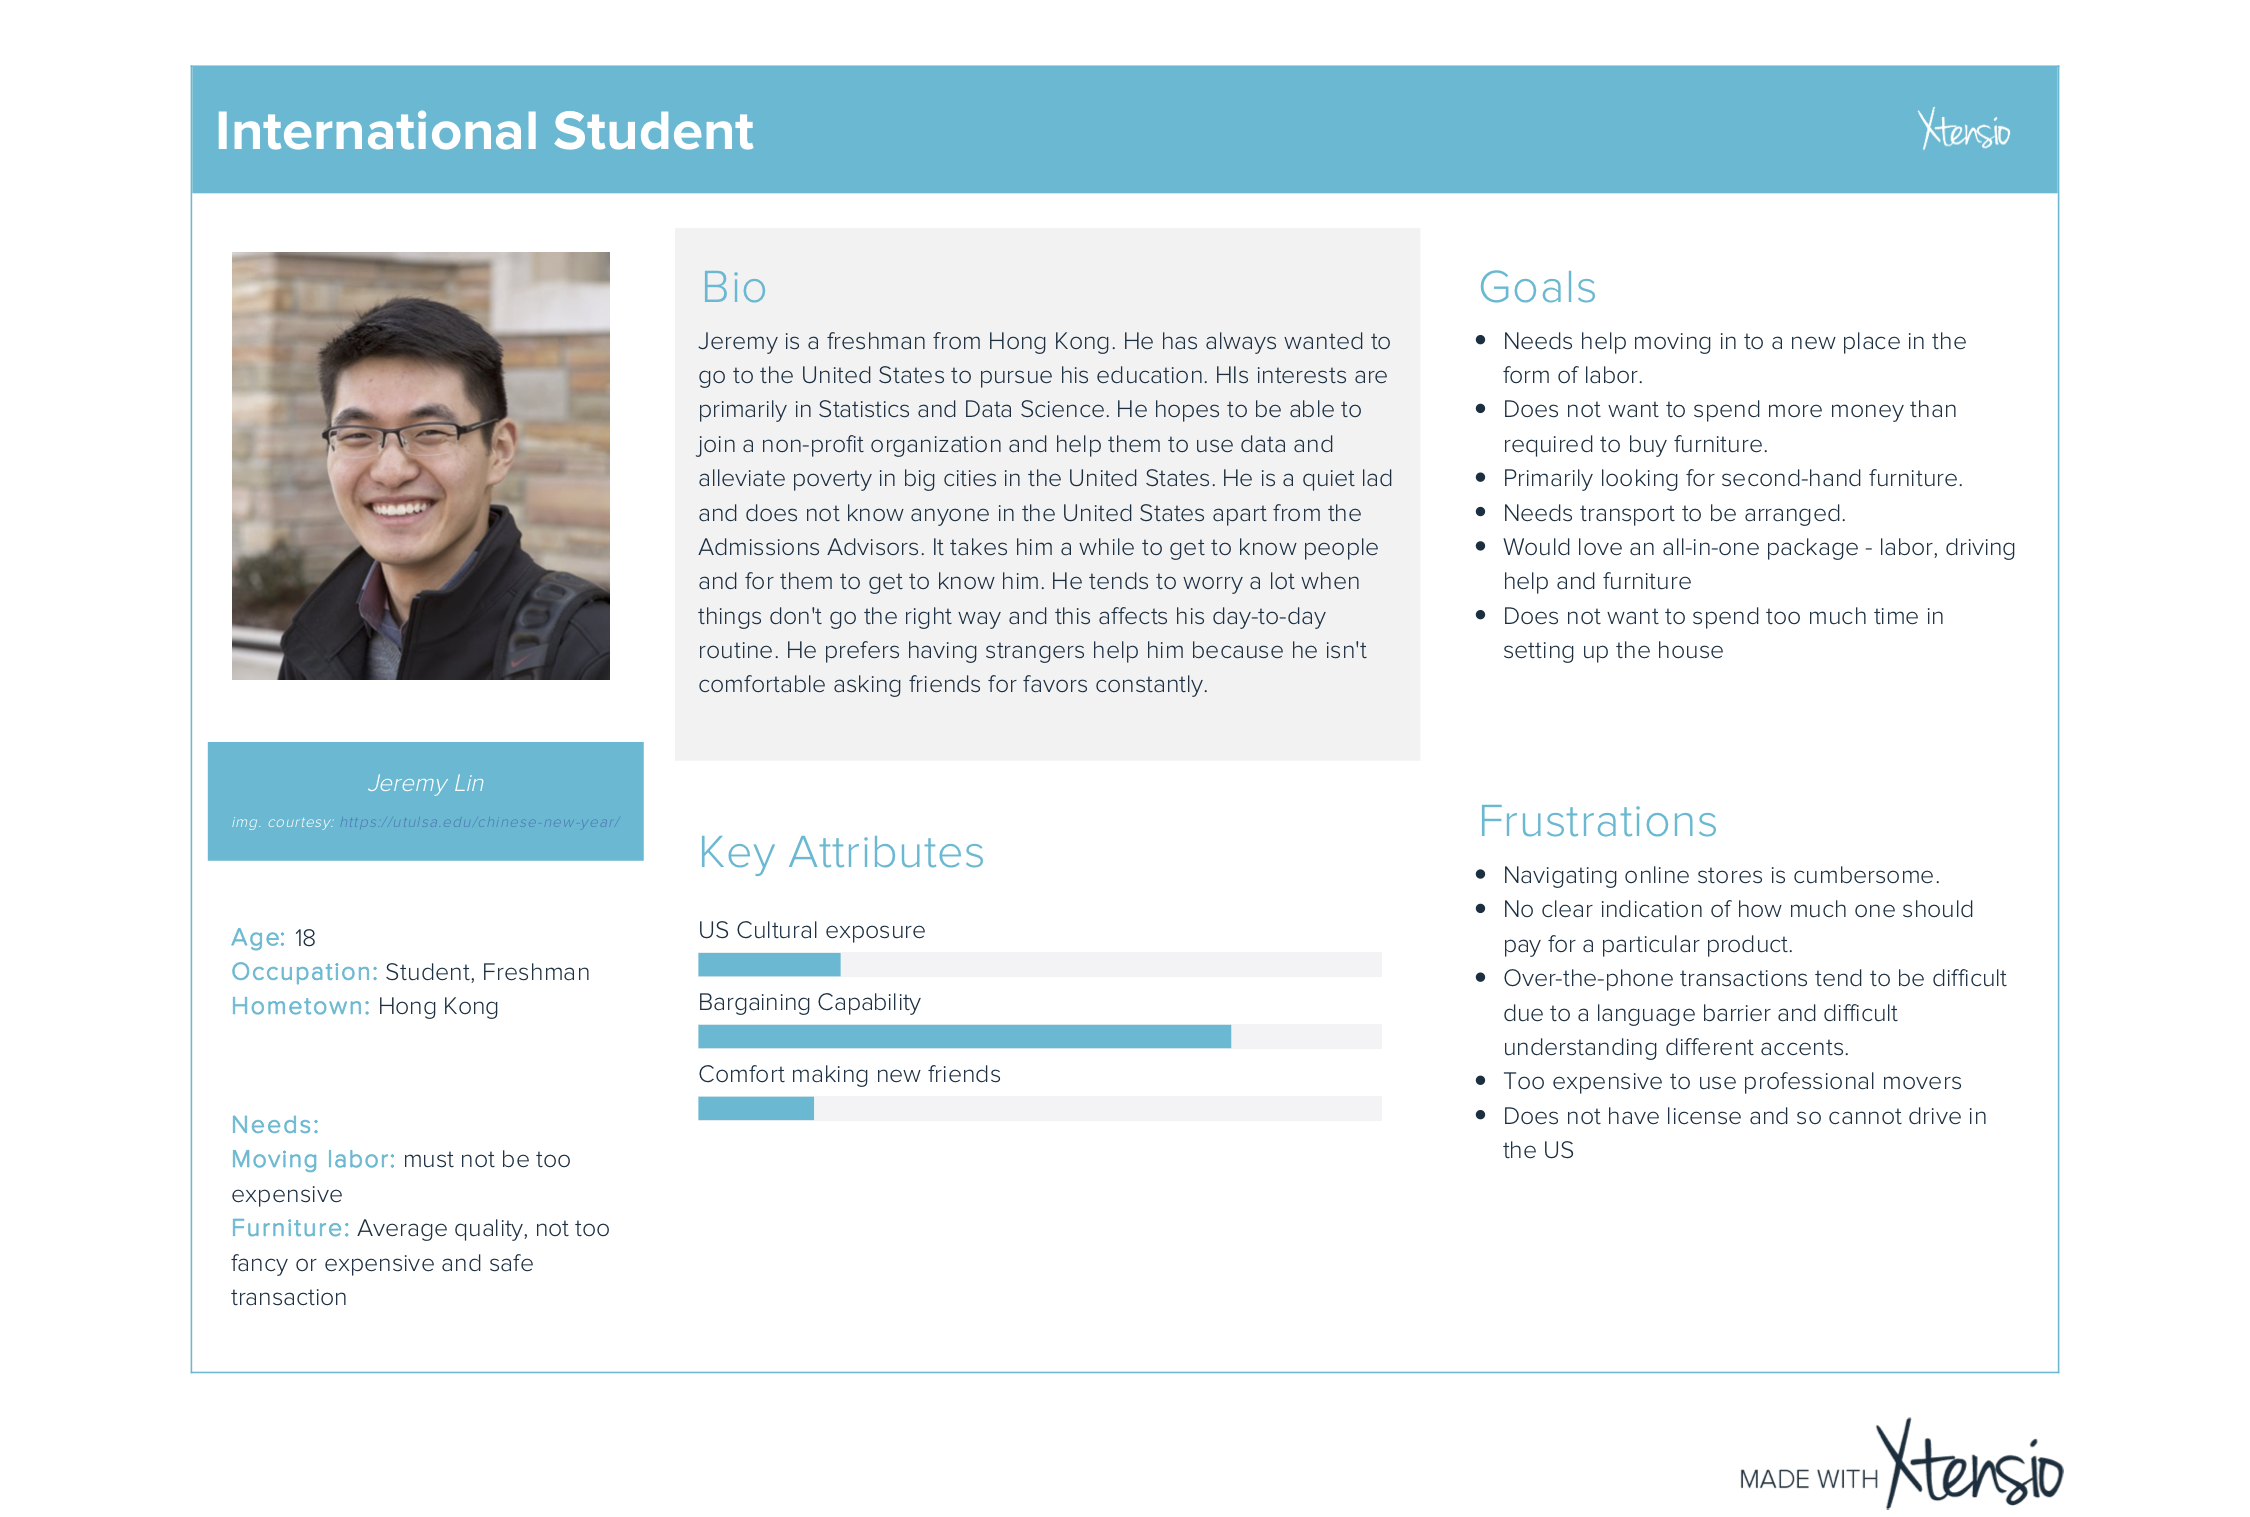 International Student
Xtensio
Jeremy Lin
img. courtesy: https://utulsa.edu/chinese-new-year/
Age: 18
Occupation: Student, Freshman
Hometown: Hong Kong
Needs:
Moving labor: must not be too
expensive
Furniture: Average quality, not too
fancy or expensive and safe
transaction
Bio
Jeremy is a freshman from Hong Kong. He has always wanted to
go to the United States to pursue his education. HIs interests are
primarily in Statistics and Data Science. He hopes to be able to
join a non-profit organization and help them to use data and
alleviate poverty in big cities in the United States. He is a quiet lad
and does not know anyone in the United States apart from the
Admissions Advisors. It takes him a while to get to know people
and for them to get to know him. He tends to worry a lot when
things don't go the right way and this affects his day-to-day
routine. He prefers having strangers help him because he isn't
comfortable asking friends for favors constantly.
Key Attributes
US Cultural exposure
Bargaining Capability
Comfort making new friends
Goals
• Needs help moving in to a new place in the
form of labor.
• Does not want to spend more money than
required to buy furniture.
• Primarily looking for second-hand furniture.
• Needs transport to be arranged.
• Would love an all-in-one package - labor, driving
help and furniture
• Does not want to spend too much time in
setting up the house
Frustrations
• Navigating online stores is cumbersome.
• No clear indication of how much one should
pay for a particular product.
• Over-the-phone transactions tend to be difficult
due to a language barrier and difficult
understanding different accents.
• Too expensive to use professional movers
• Does not have license and so cannot drive in
the US
MADE WITH Xtensio